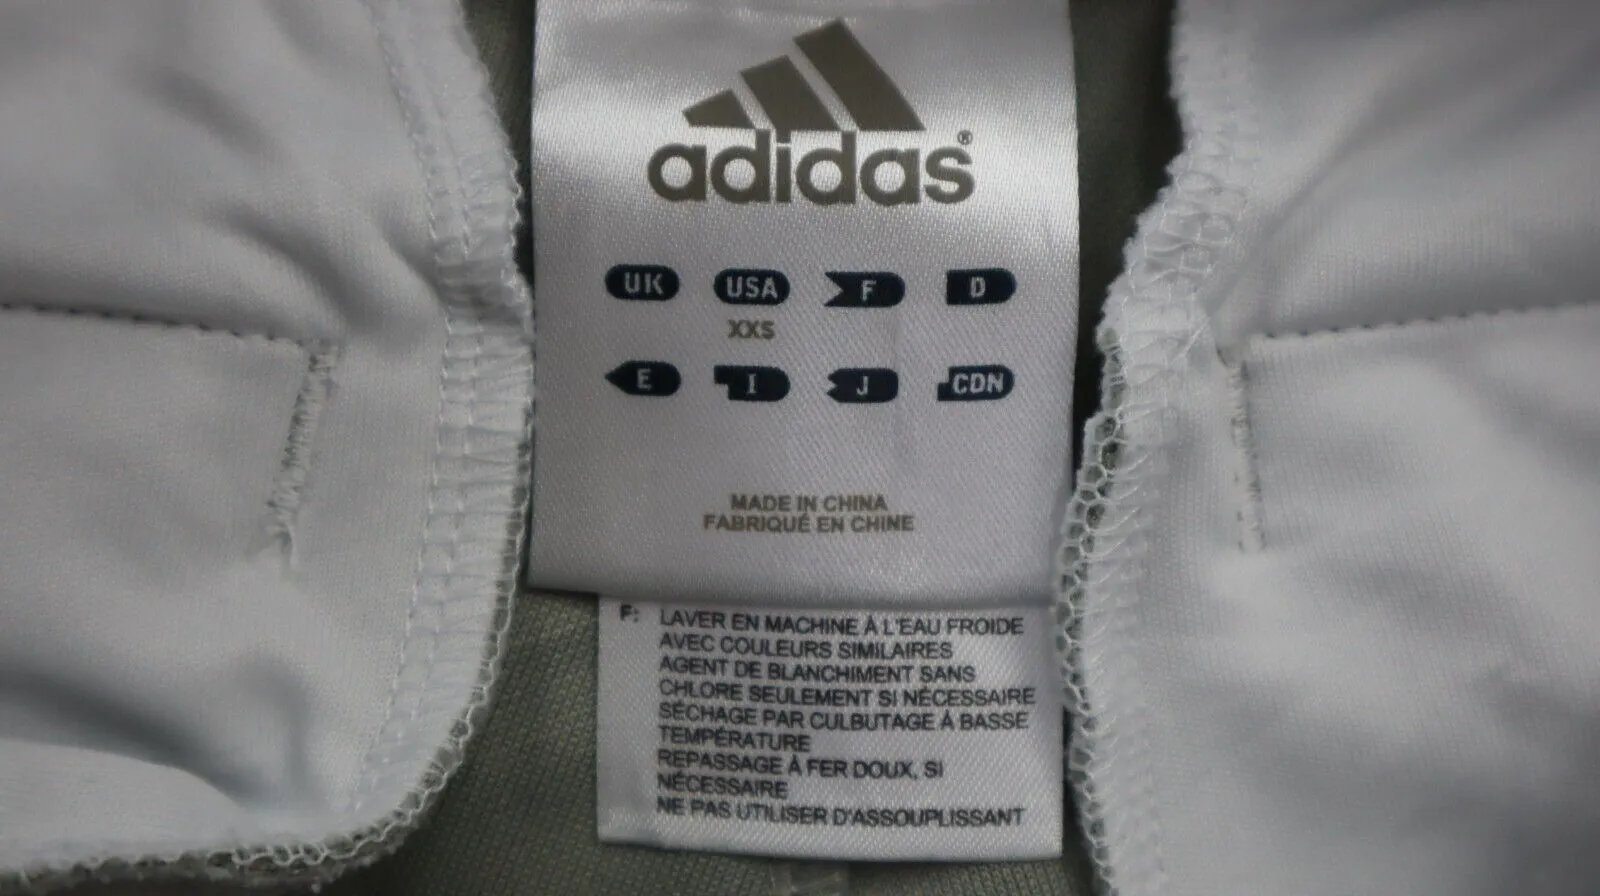 adidas®
UK USA F D
XXS
E I J CDN
MADE IN CHINA
FABRIQUÉ EN CHINE
F: LAVER EN MACHINE À L'EAU FROIDE
AVEC COULEURS SIMILAIRES
AGENT DE BLANCHIMENT SANS
CHLORE SEULEMENT SI NÉCESSAIRE
SÉCHAGE PAR CULBUTAGE À BASSE
TEMPÉRATURE
REPASSAGE À FER DOUX, SI
NÉCESSAIRE
NE PAS UTILISER D'ASSOUPLISSANT